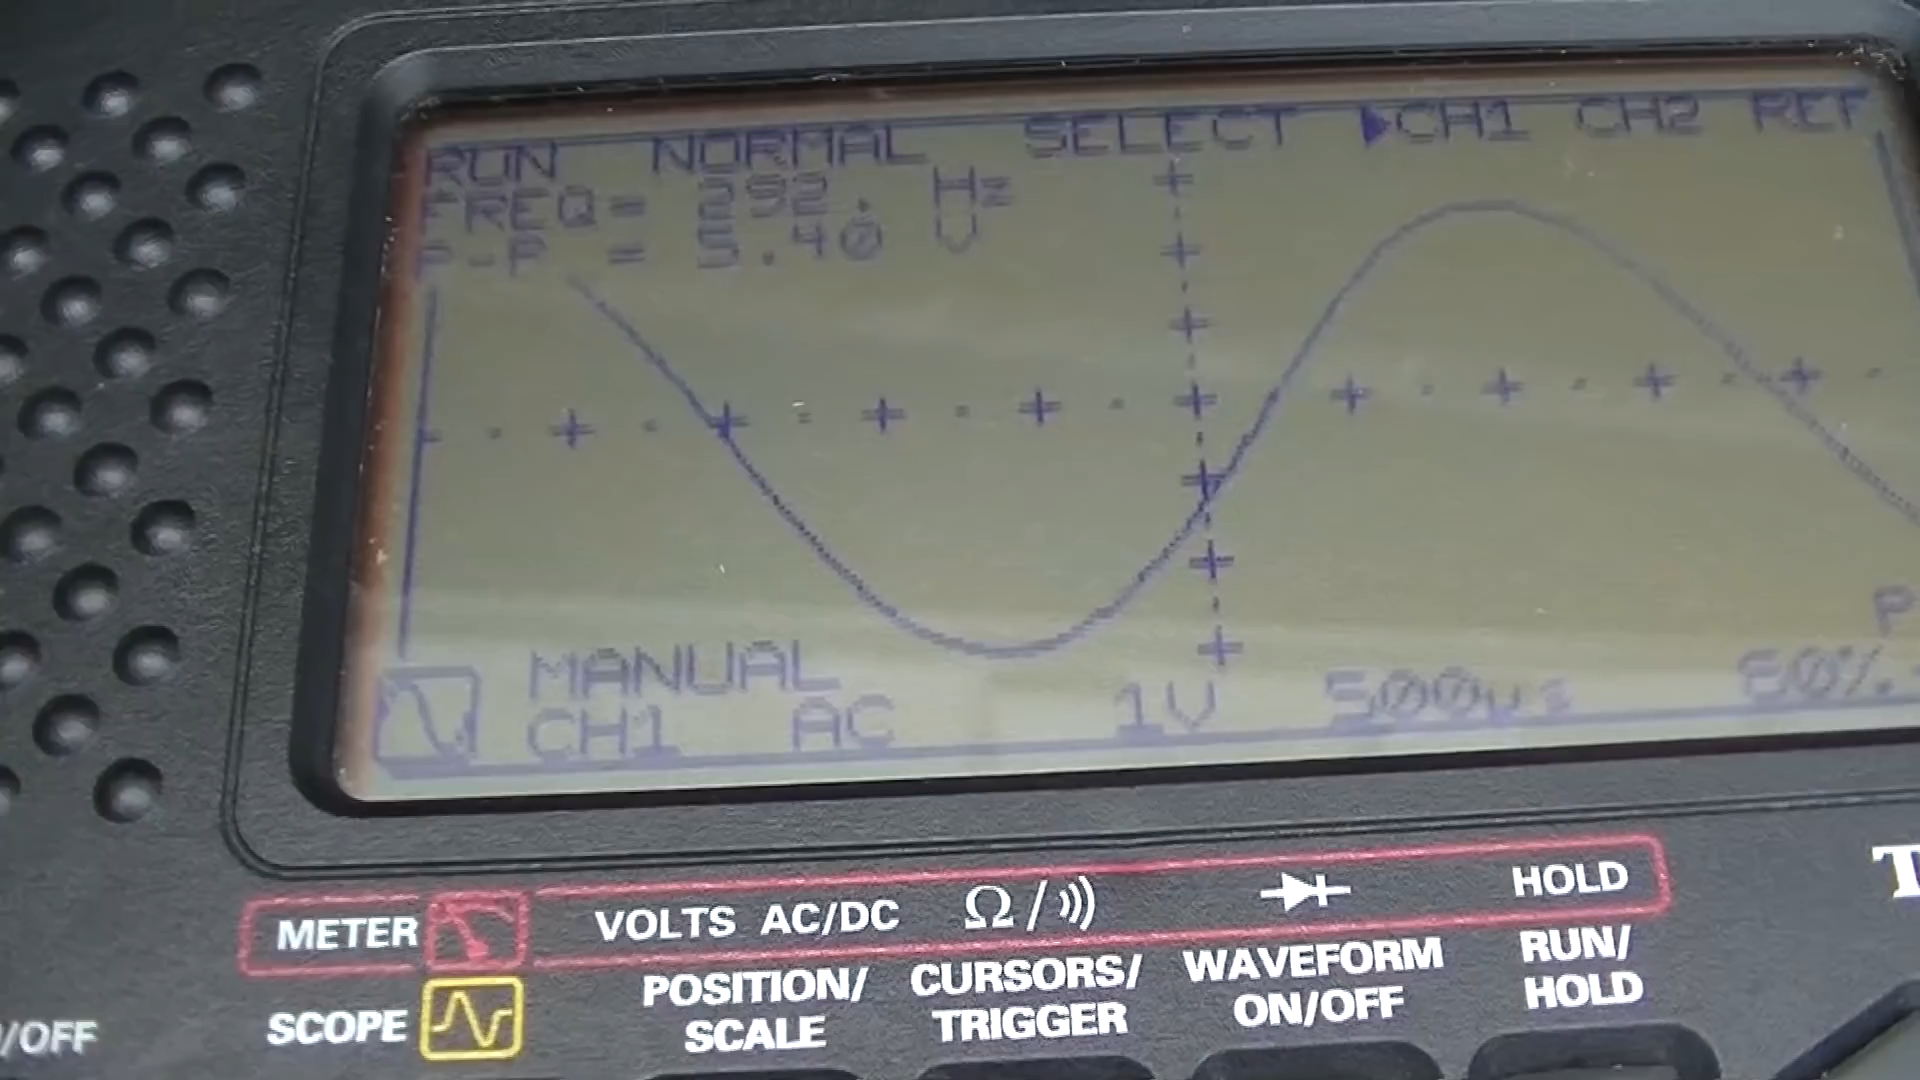 RUN NORMAL SELECT ▶CH1 CH2 REF
FREQ= 292. Hz
P-P = 5.40 V
MANUAL
CH1 AC 1V 500µs
METER VOLTS AC/DC Ω/ HOLD
SCOPE POSITION/SCALE CURSORS/TRIGGER WAVEFORM ON/OFF RUN/HOLD
/OFF